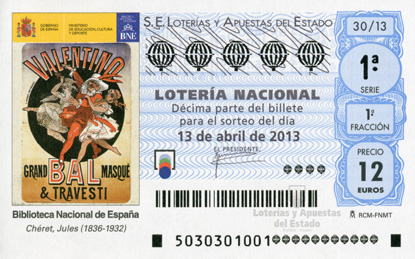 GOBIERNO
DE ESPAÑA
MINISTERIO
DE EDUCACIÓN, CULTURA
Y DEPORTE
BNE
S.E. LOTERÍAS Y APUESTAS DEL ESTADO
30/13
VALENTINO
GRAND BAL MASQUÉ
& TRAVESTI
LOTERÍA NACIONAL
Décima parte del billete
para el sorteo del día
13 de abril de 2013
EL PRESIDENTE,
1ª
SERIE
1ª
FRACCIÓN
PRECIO
12
EUROS
Biblioteca Nacional de España
Chéret, Jules (1836-1932)
Loterías y Apuestas
del Estado
RCM-FNMT
5030301001